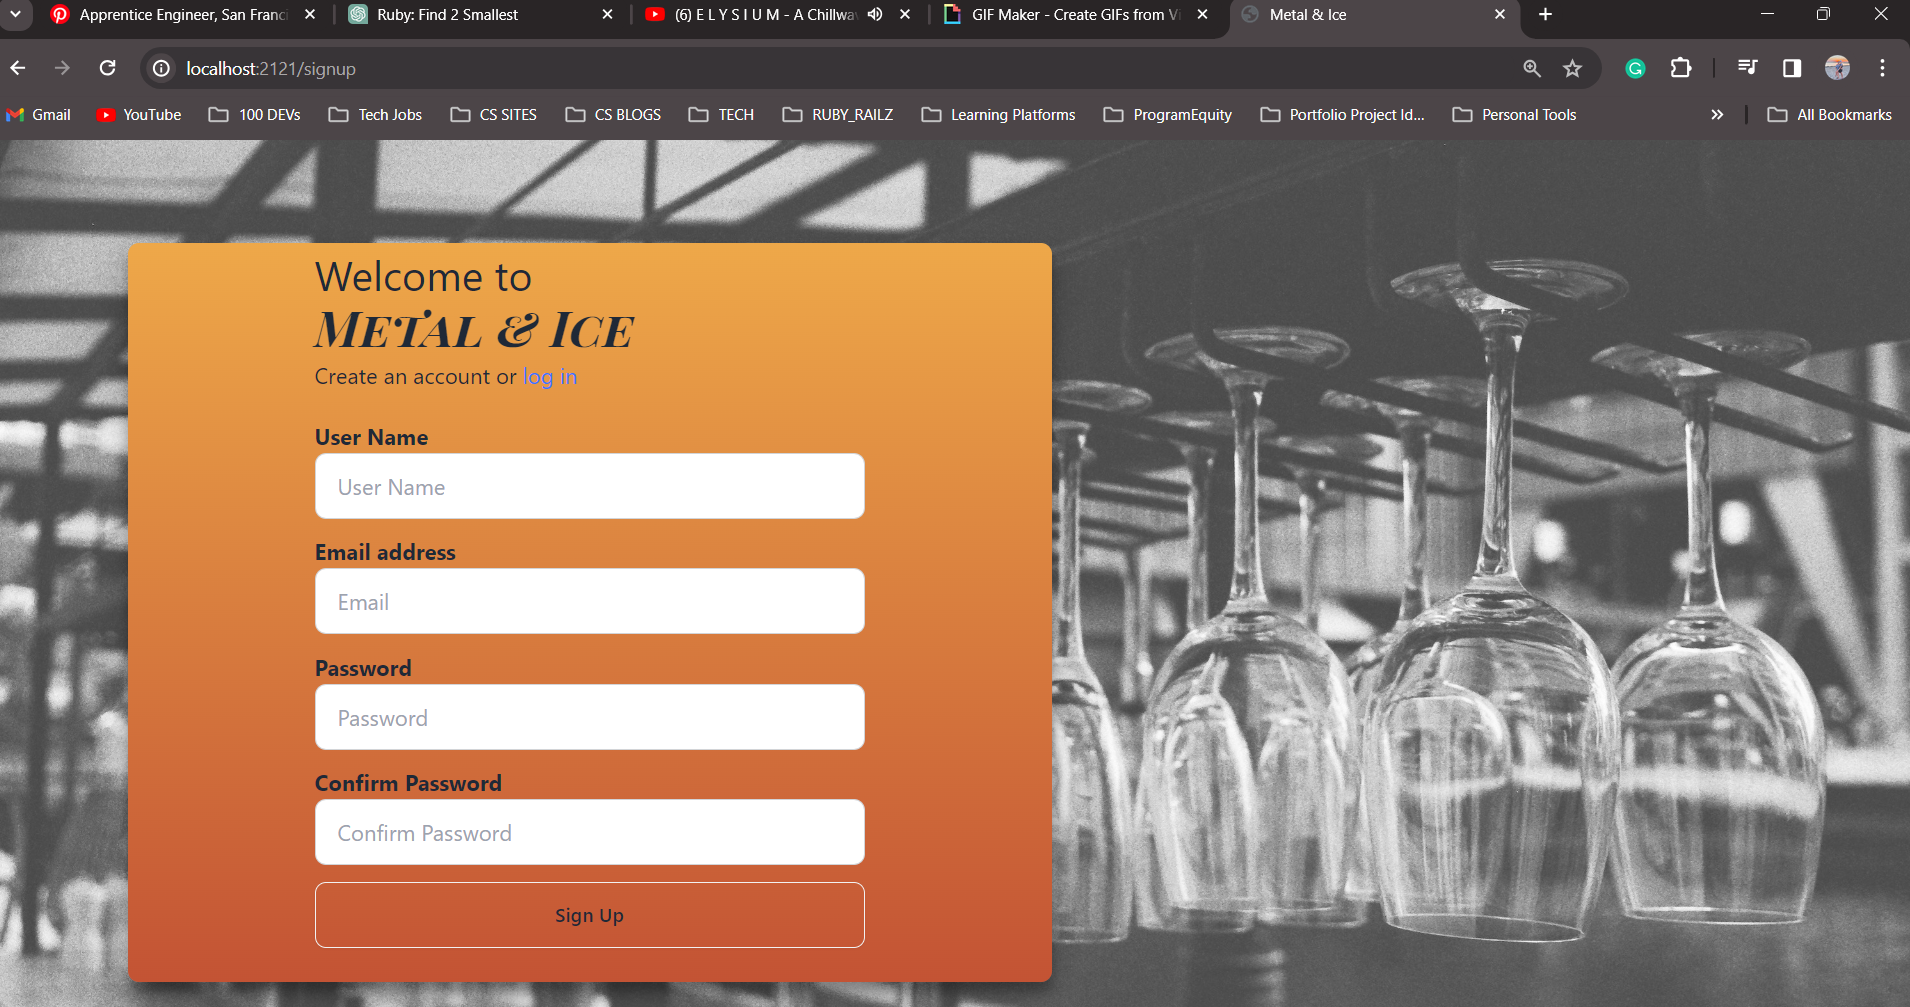 Apprentice Engineer, San Franci
Ruby: Find 2 Smallest
(6) E L Y S I U M - A Chillwav
GIF Maker - Create GIFs from Vi
Metal & Ice
localhost:2121/signup
Gmail
YouTube
100 DEVs
Tech Jobs
CS SITES
CS BLOGS
TECH
RUBY_RAILZ
Learning Platforms
ProgramEquity
Portfolio Project Id...
Personal Tools
All Bookmarks
Welcome to
Metal & Ice
Create an account or log in
User Name
User Name
Email address
Email
Password
Password
Confirm Password
Confirm Password
Sign Up